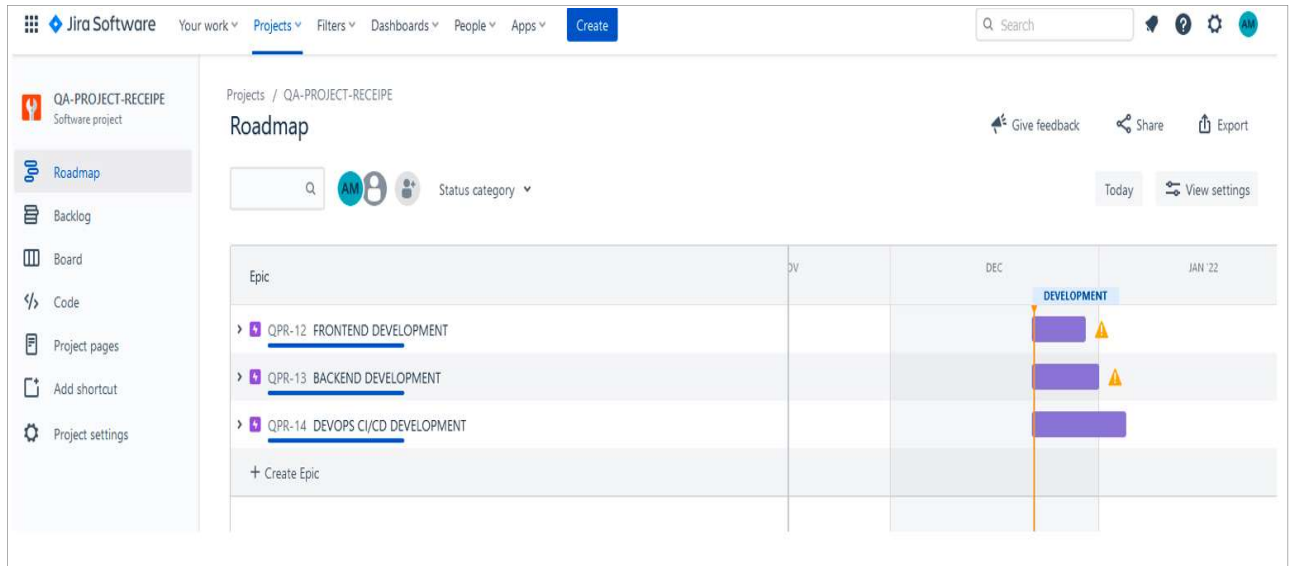 Jira Software Your work Projects Filters Dashboards People Apps Create Search AM
QA-PROJECT-RECEIPE
Software project
Roadmap
Backlog
Board
Code
Project pages
Add shortcut
Project settings
Projects / QA-PROJECT-RECEIPE
Roadmap
Give feedback Share Export
AM Status category Today View settings
Epic OV DEC JAN '22
DEVELOPMENT
QPR-12 FRONTEND DEVELOPMENT
QPR-13 BACKEND DEVELOPMENT
QPR-14 DEVOPS CI/CD DEVELOPMENT
+ Create Epic